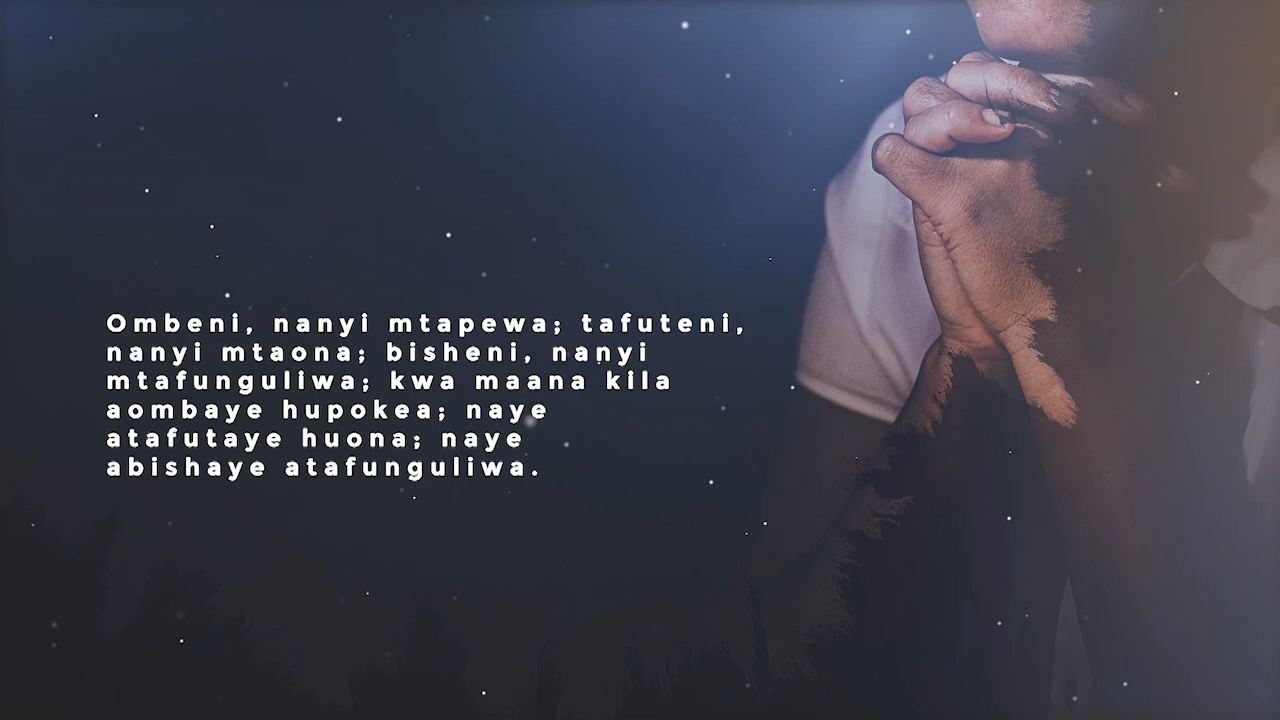 Ombeni, nanyi mtapewa; tafuteni,
nanyi mtaona; bisheni, nanyi
mtafunguliwa; kwa maana kila
aombaye hupokea; naye
atafutaye huona; naye
abishaye atafunguliwa.